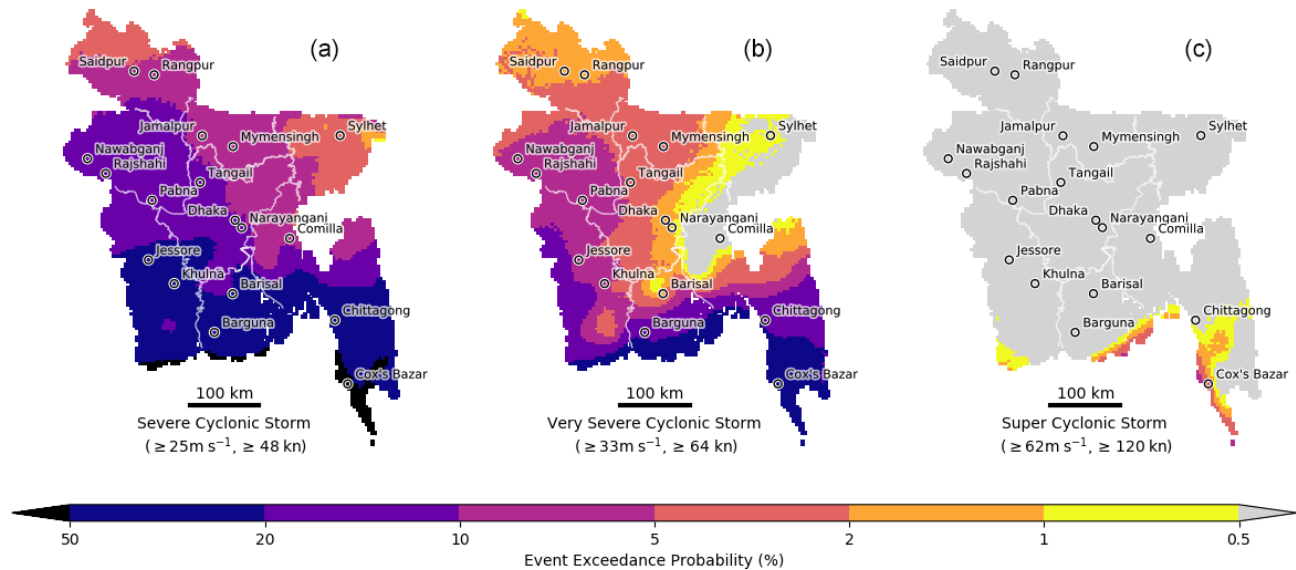 (a)
Saidpur
Rangpur
Jamalpur
Mymensingh
Sylhet
Nawabganj
Rajshahi
Tangail
Pabna
Dhaka
Narayangani
Comilla
Jessore
Khulna
Barisal
Chittagong
Barguna
Cox's Bazar
100 km
Severe Cyclonic Storm
(≥25m s⁻¹, ≥ 48 kn)
(b)
Saidpur
Rangpur
Jamalpur
Mymensingh
Sylhet
Nawabganj
Rajshahi
Tangail
Pabna
Dhaka
Narayangani
Comilla
Jessore
Khulna
Barisal
Chittagong
Barguna
Cox's Bazar
100 km
Very Severe Cyclonic Storm
(≥33m s⁻¹, ≥ 64 kn)
(c)
Saidpur
Rangpur
Jamalpur
Mymensingh
Sylhet
Nawabganj
Rajshahi
Tangail
Pabna
Dhaka
Narayangani
Comilla
Jessore
Khulna
Barisal
Chittagong
Barguna
Cox's Bazar
100 km
Super Cyclonic Storm
(≥62m s⁻¹, ≥ 120 kn)
50 20 10 5 2 1 0.5
Event Exceedance Probability (%)